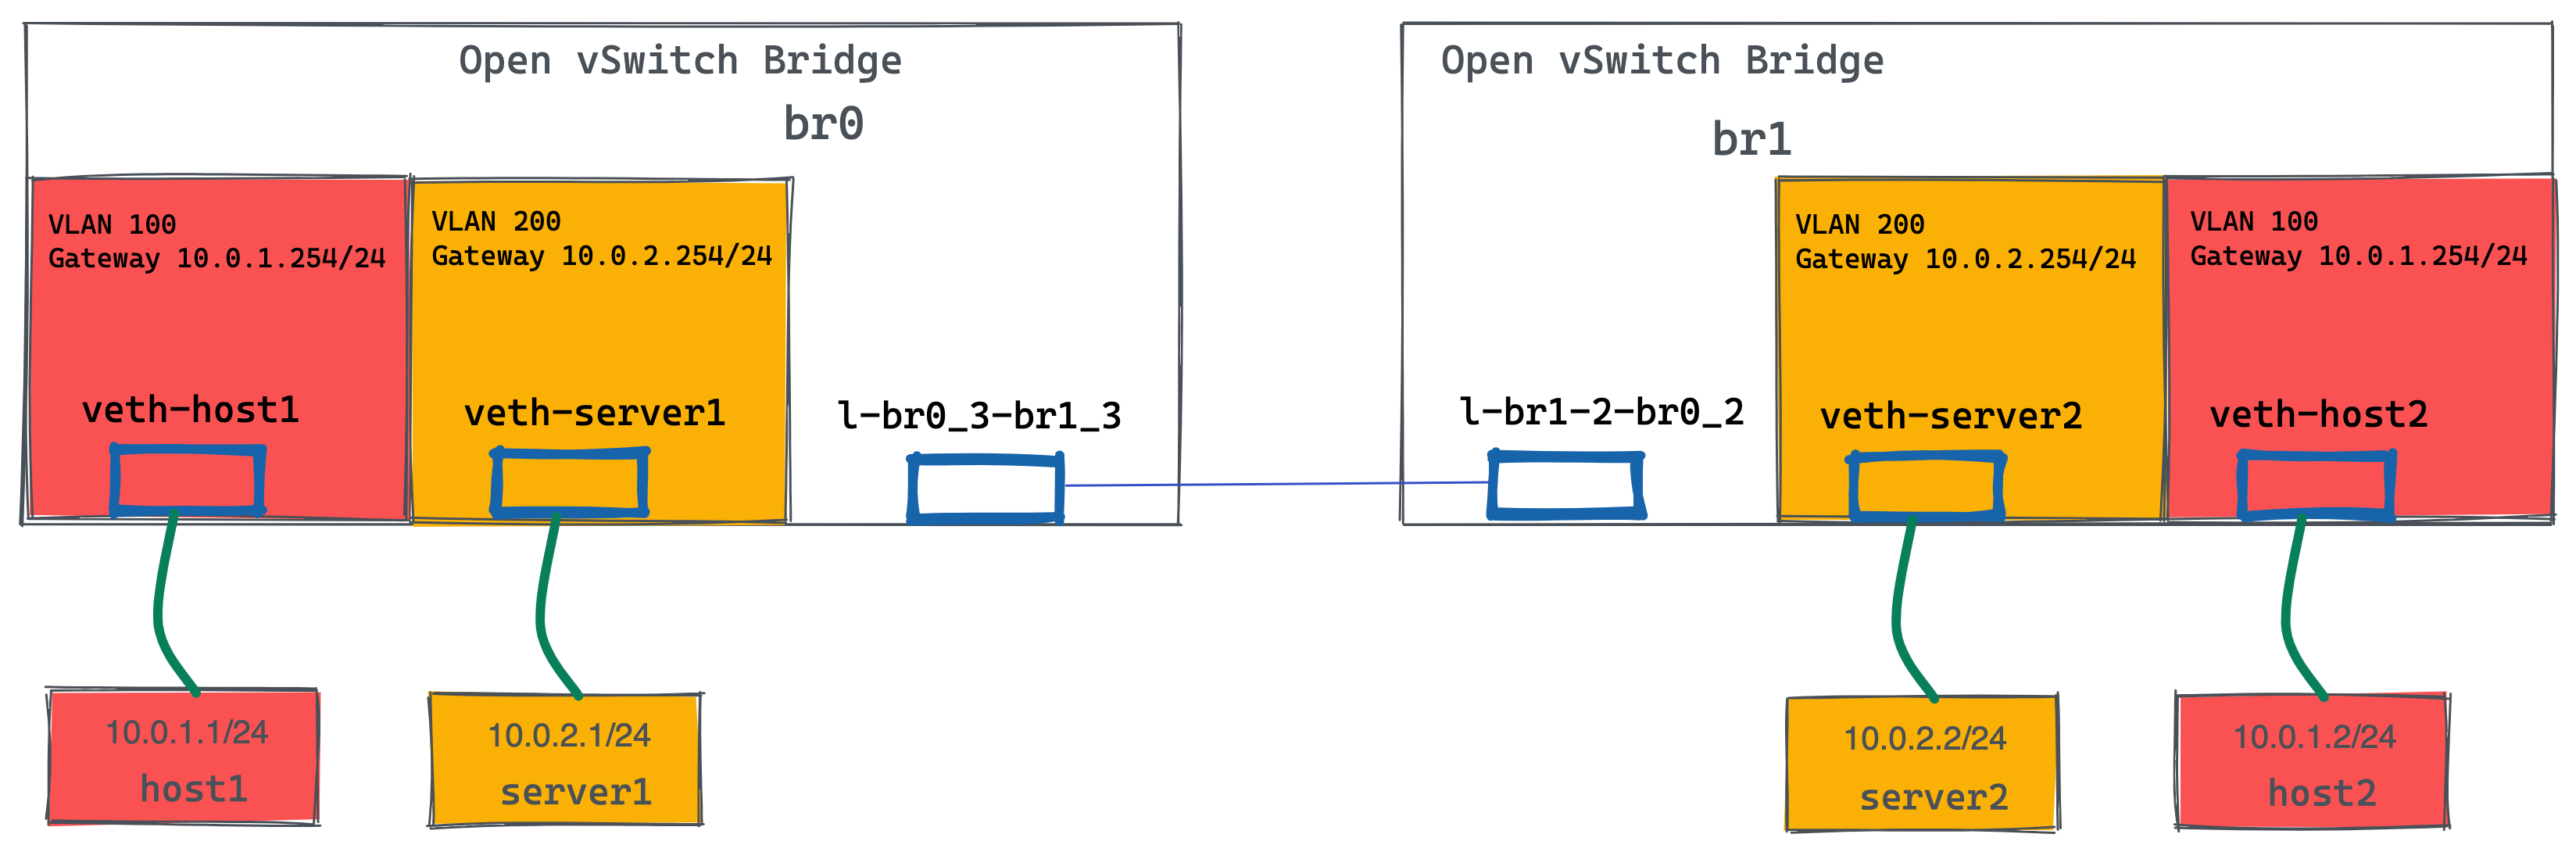 Open vSwitch Bridge
br0
VLAN 100
Gateway 10.0.1.254/24
veth-host1
VLAN 200
Gateway 10.0.2.254/24
veth-server1
l-br0_3-br1_3
10.0.1.1/24
host1
10.0.2.1/24
server1
Open vSwitch Bridge
br1
l-br1-2-br0_2
VLAN 200
Gateway 10.0.2.254/24
veth-server2
VLAN 100
Gateway 10.0.1.254/24
veth-host2
10.0.2.2/24
server2
10.0.1.2/24
host2